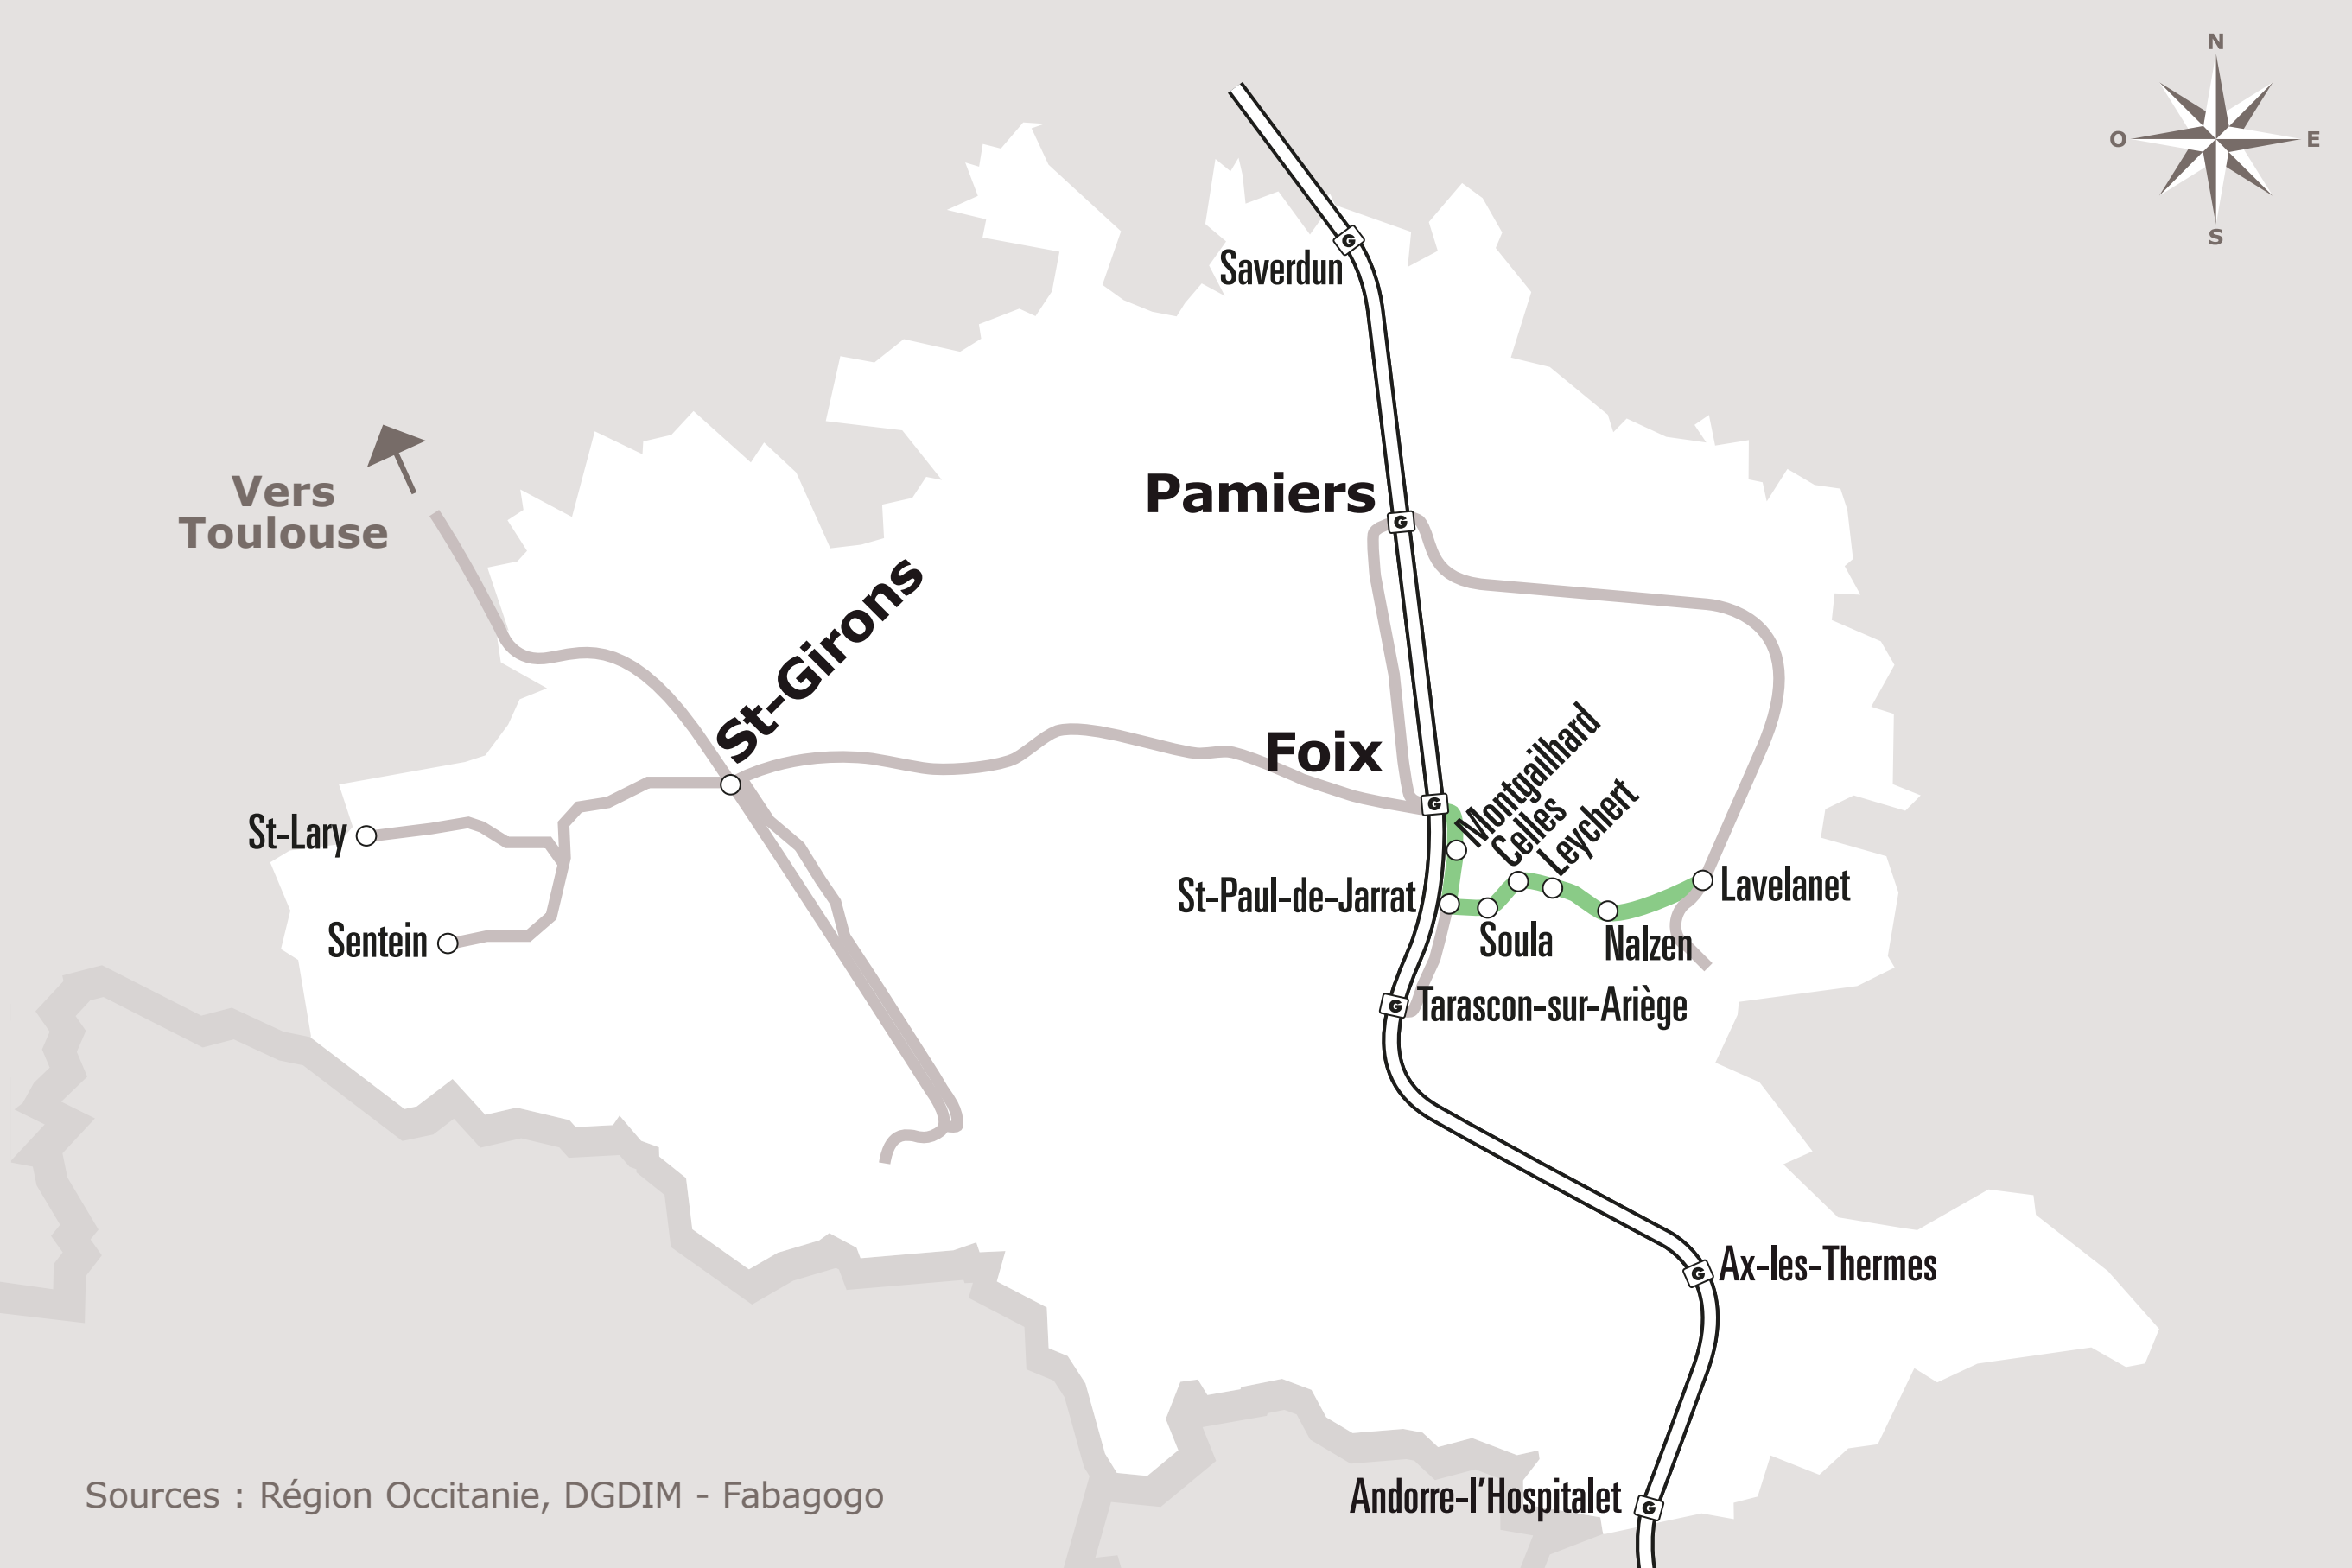 N
O
E
S
G
Saverdun
Vers
Toulouse
Pamiers
G
St-Girons
Foix
G
Montgailhard
Celles
Leychert
St-Lary
St-Paul-de-Jarrat
Lavelanet
Sentein
Soula
Nalzen
G
Tarascon-sur-Ariège
G
Ax-les-Thermes
Andorre-l'Hospitalet
G
Sources : Région Occitanie, DGDIM - Fabagogo